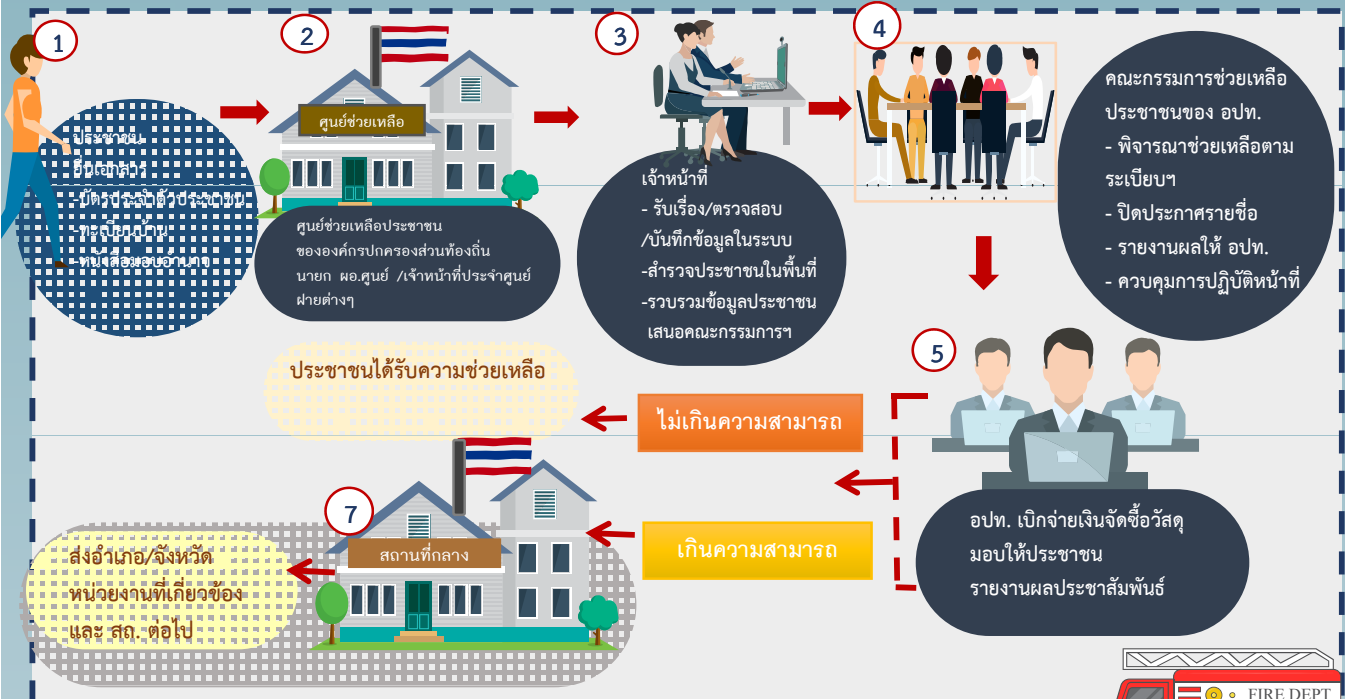 1
ประชาชน
ยื่นเอกสาร
-บัตรประจำตัวประชาชน
-ทะเบียนบ้าน
-หนังสือมอบอำนาจ
2
ศูนย์ช่วยเหลือ
ศูนย์ช่วยเหลือประชาชน
ขององค์กรปกครองส่วนท้องถิ่น
นายก ผอ.ศูนย์ /เจ้าหน้าที่ประจำศูนย์
ฝ่ายต่างๆ
3
เจ้าหน้าที่
- รับเรื่อง/ตรวจสอบ
/บันทึกข้อมูลในระบบ
-สำรวจประชาชนในพื้นที่
-รวบรวมข้อมูลประชาชน
เสนอคณะกรรมการฯ
4
คณะกรรมการช่วยเหลือ
ประชาชนของ อปท.
- พิจารณาช่วยเหลือตาม
ระเบียบฯ
- ปิดประกาศรายชื่อ
- รายงานผลให้ อปท.
- ควบคุมการปฏิบัติหน้าที่
5
อปท. เบิกจ่ายเงินจัดซื้อวัสดุ
มอบให้ประชาชน
รายงานผลประชาสัมพันธ์
ไม่เกินความสามารถ
ประชาชนได้รับความช่วยเหลือ
เกินความสามารถ
7
สถานที่กลาง
ส่งอำเภอ/จังหวัด
หน่วยงานที่เกี่ยวข้อง
และ สถ. ต่อไป
FIRE DEPT